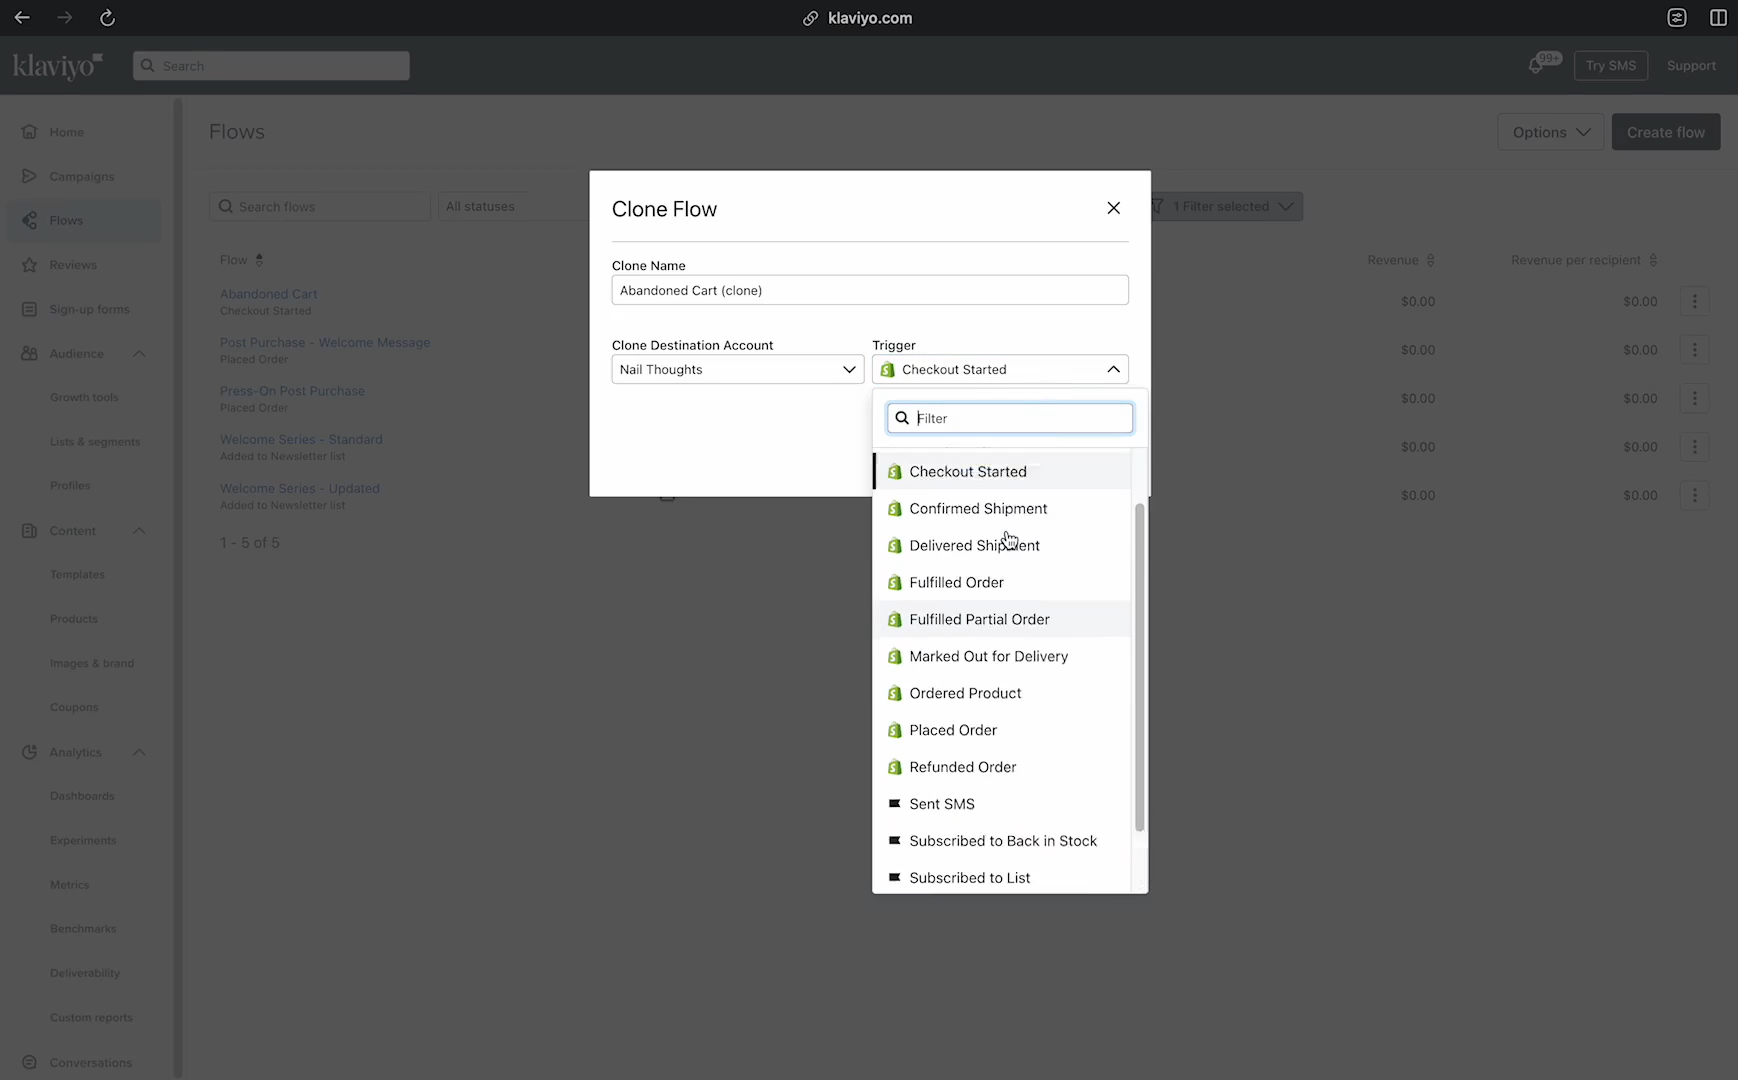 klaviyo.com
klaviyo
Search
99+
Try SMS
Support
Home
Campaigns
Flows
Reviews
Sign-up forms
Audience
Growth tools
Lists & segments
Profiles
Content
Templates
Products
Images & brand
Coupons
Analytics
Dashboards
Experiments
Metrics
Benchmarks
Deliverability
Custom reports
Conversations
Flows
Options
Create flow
Search flows
All statuses
1 Filter selected
Flow
Revenue
Revenue per recipient
Abandoned Cart
Checkout Started
$0.00
$0.00
Post Purchase - Welcome Message
Placed Order
$0.00
$0.00
Press-On Post Purchase
Placed Order
$0.00
$0.00
Welcome Series - Standard
Added to Newsletter list
$0.00
$0.00
Welcome Series - Updated
Added to Newsletter list
$0.00
$0.00
1 - 5 of 5
Clone Flow
Clone Name
Abandoned Cart (clone)
Clone Destination Account
Nail Thoughts
Trigger
Checkout Started
Filter
Checkout Started
Confirmed Shipment
Delivered Shipment
Fulfilled Order
Fulfilled Partial Order
Marked Out for Delivery
Ordered Product
Placed Order
Refunded Order
Sent SMS
Subscribed to Back in Stock
Subscribed to List